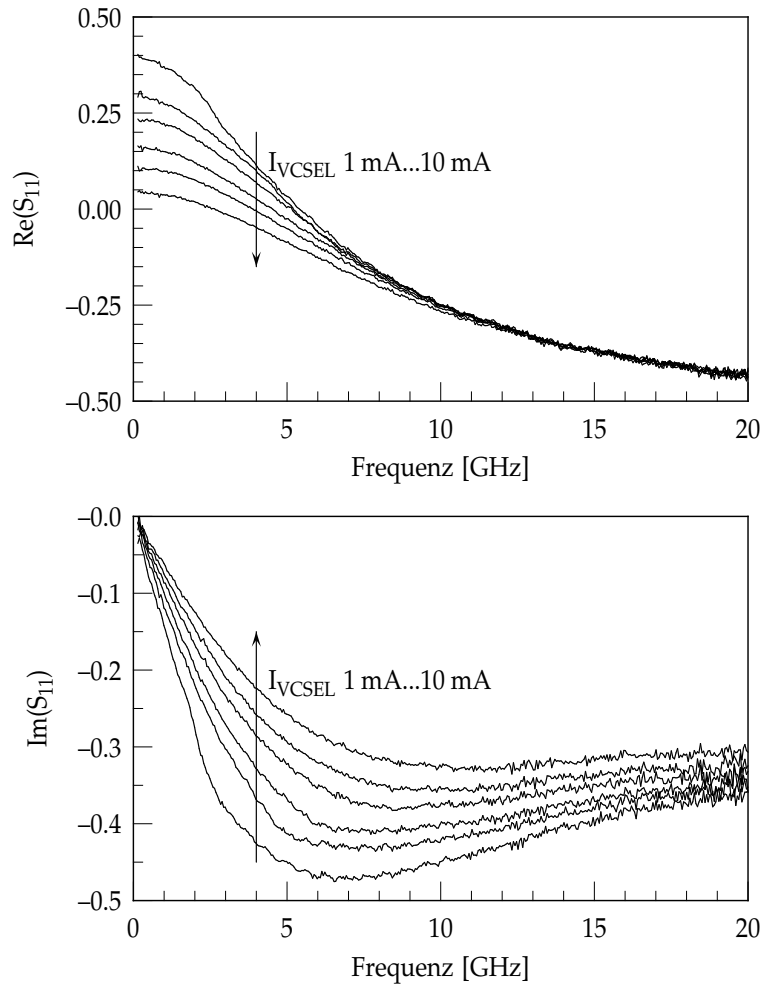 0.50
0.25
0.00
−0.25
−0.50
Re(S11)
IVCSEL 1 mA...10 mA
0 5 10 15 20
Frequenz [GHz]
−0.0
−0.1
−0.2
−0.3
−0.4
−0.5
Im(S11)
IVCSEL 1 mA...10 mA
0 5 10 15 20
Frequenz [GHz]